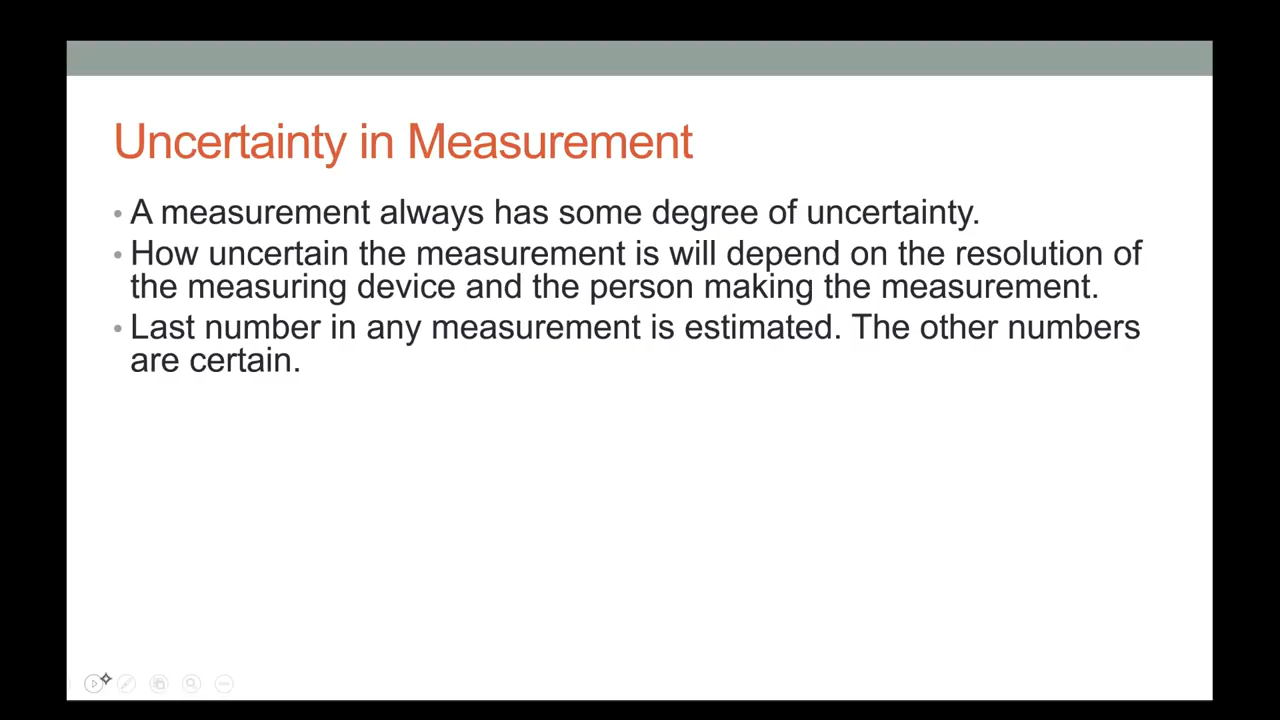 Uncertainty in Measurement
• A measurement always has some degree of uncertainty.
• How uncertain the measurement is will depend on the resolution of
the measuring device and the person making the measurement.
• Last number in any measurement is estimated. The other numbers
are certain.